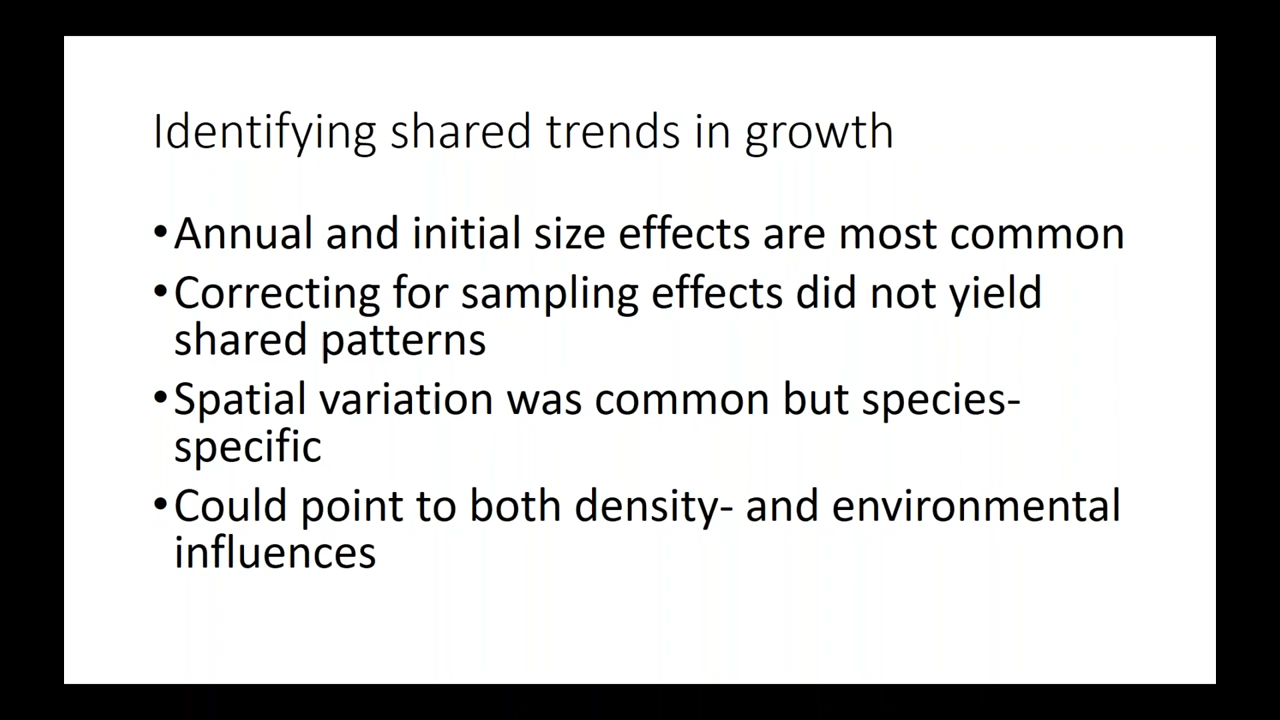 Identifying shared trends in growth
•Annual and initial size effects are most common
•Correcting for sampling effects did not yield
shared patterns
•Spatial variation was common but species-
specific
•Could point to both density- and environmental
influences